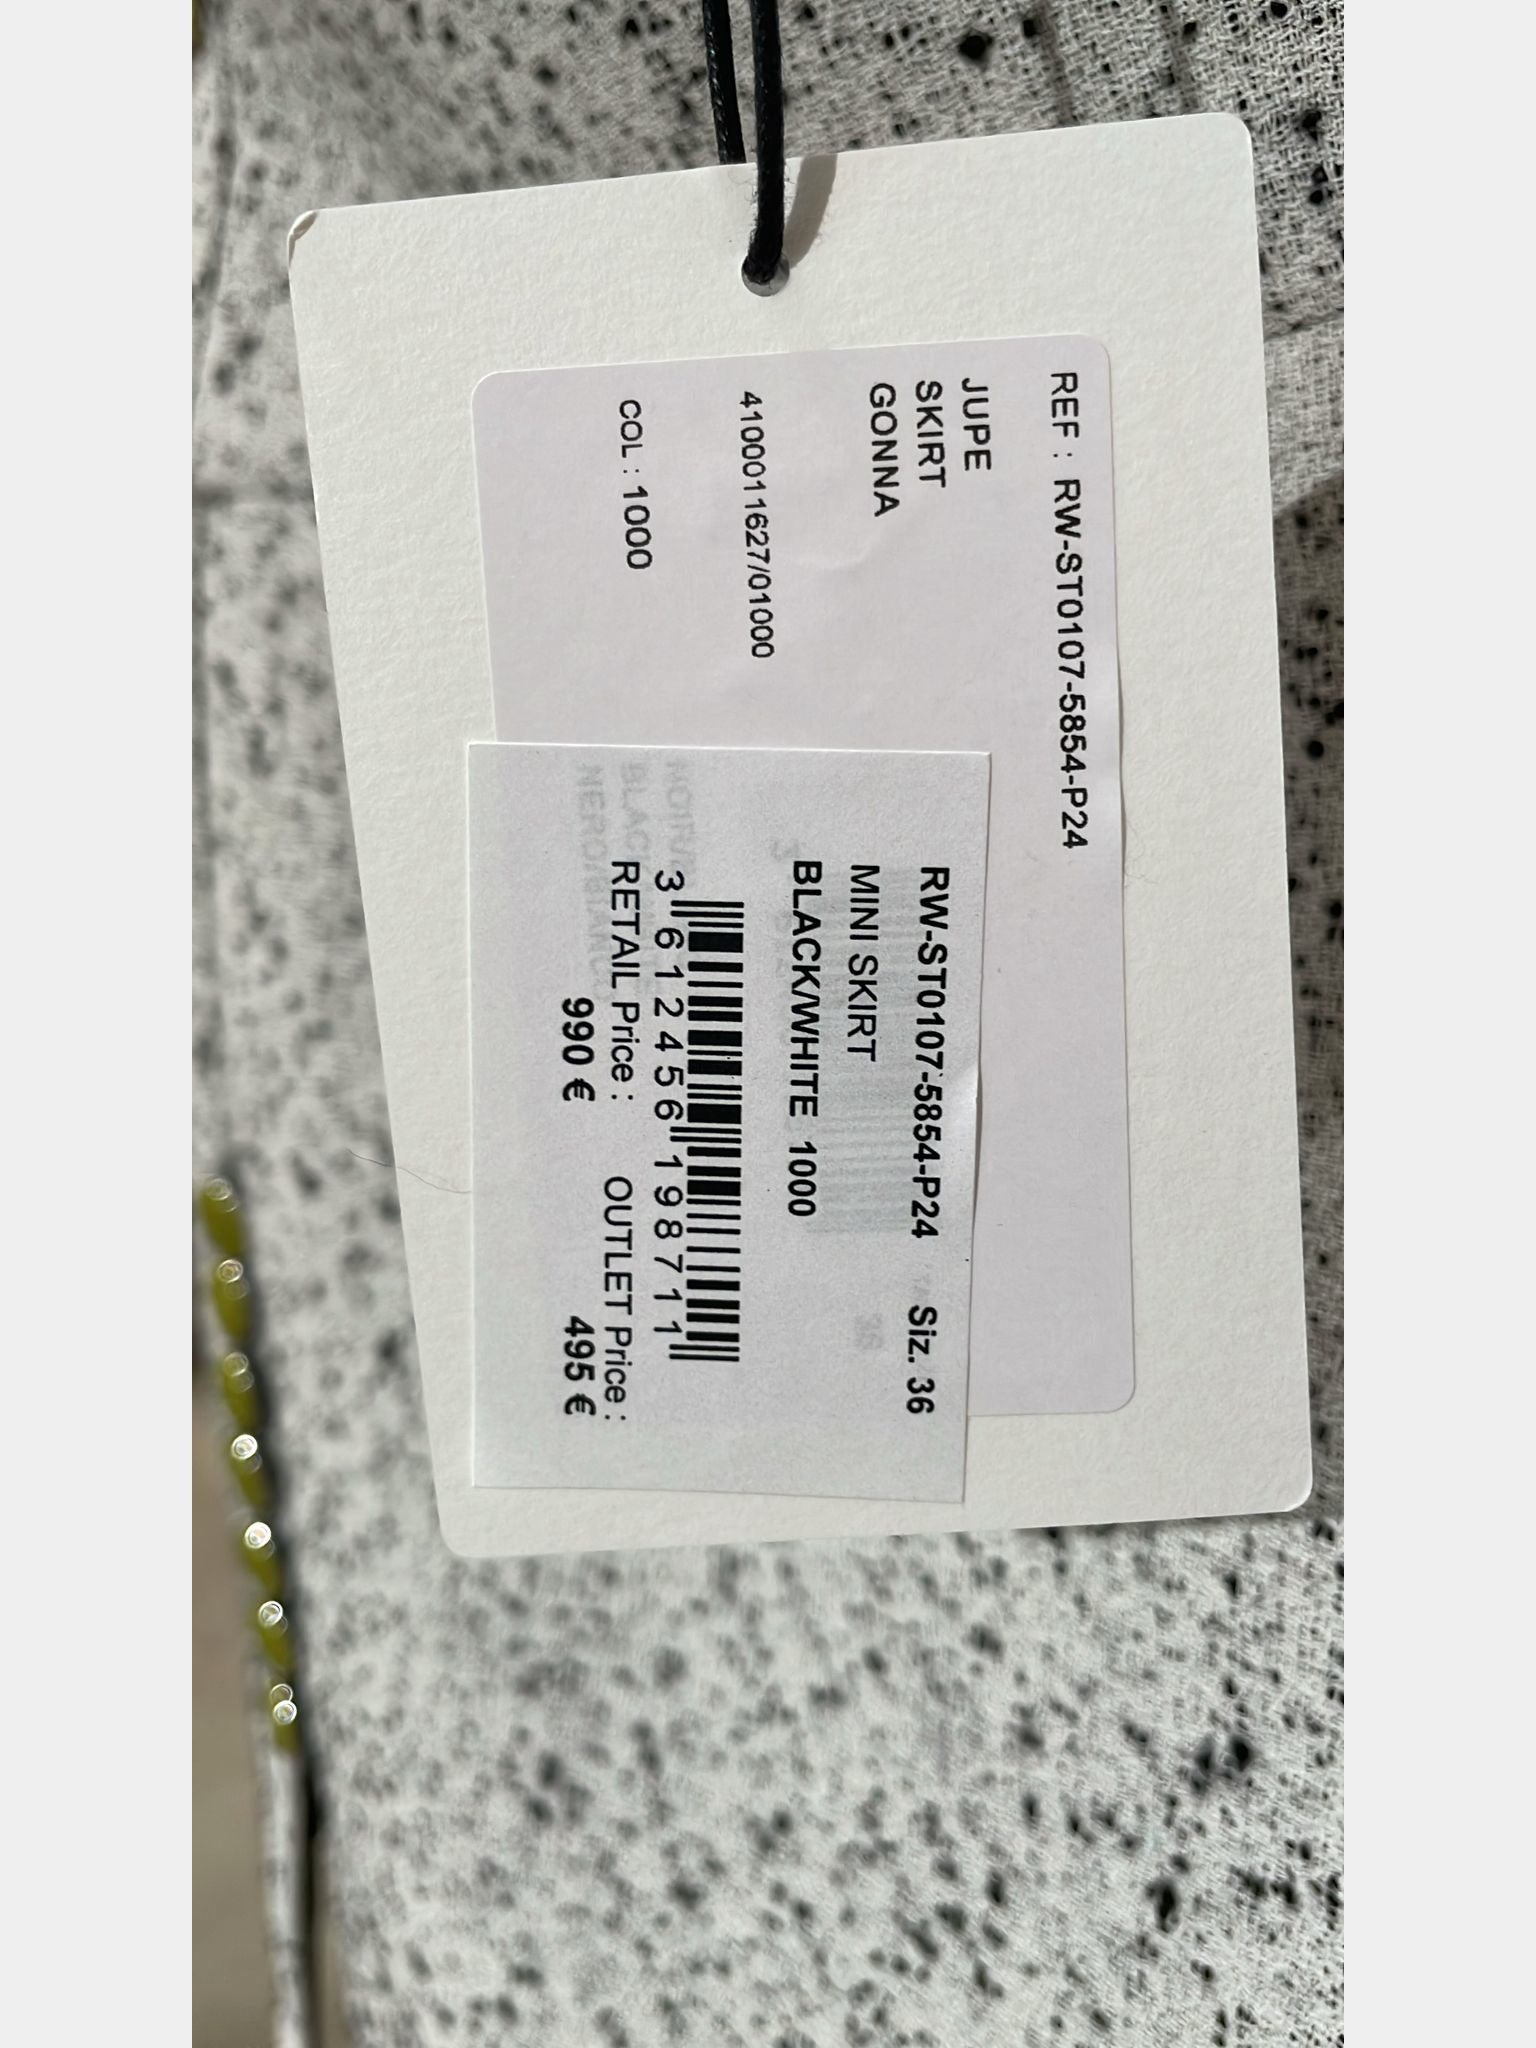 REF : RW-ST0107-5854-P24
JUPE
SKIRT
GONNA
4100011627/01000
COL : 1000
RW-ST0107-5854-P24 Siz. 36
MINI SKIRT
BLACK/WHITE 1000
3 612456 198711
RETAIL Price : OUTLET Price :
990 € 495 €